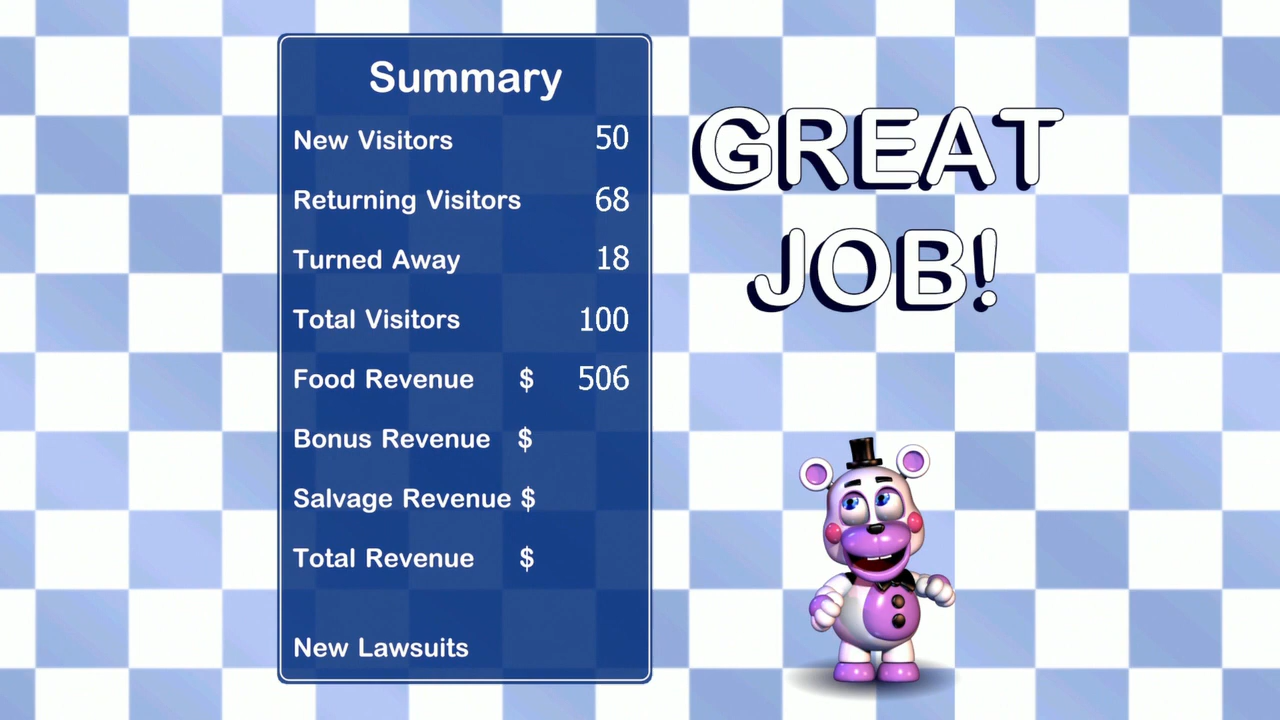 Summary
New Visitors 50
Returning Visitors 68
Turned Away 18
Total Visitors 100
Food Revenue $ 506
Bonus Revenue $
Salvage Revenue $
Total Revenue $
New Lawsuits
GREAT
JOB!